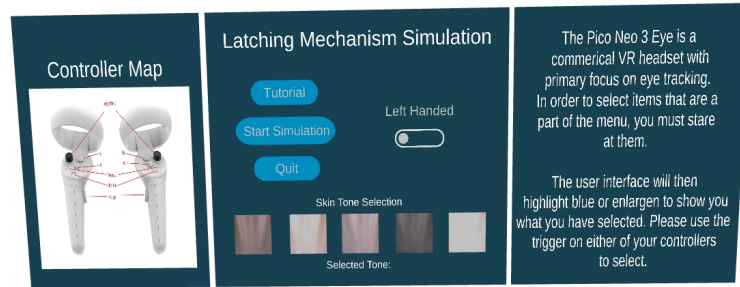 Controller Map
Latching Mechanism Simulation
Tutorial
Start Simulation
Quit
Left Handed
Skin Tone Selection
Selected Tone:
The Pico Neo 3 Eye is a
commerical VR headset with
primary focus on eye tracking.
In order to select items that are a
part of the menu, you must stare
at them.
The user interface will then
highlight blue or enlargen to show you
what you have selected. Please use the
trigger on either of your controllers
to select.